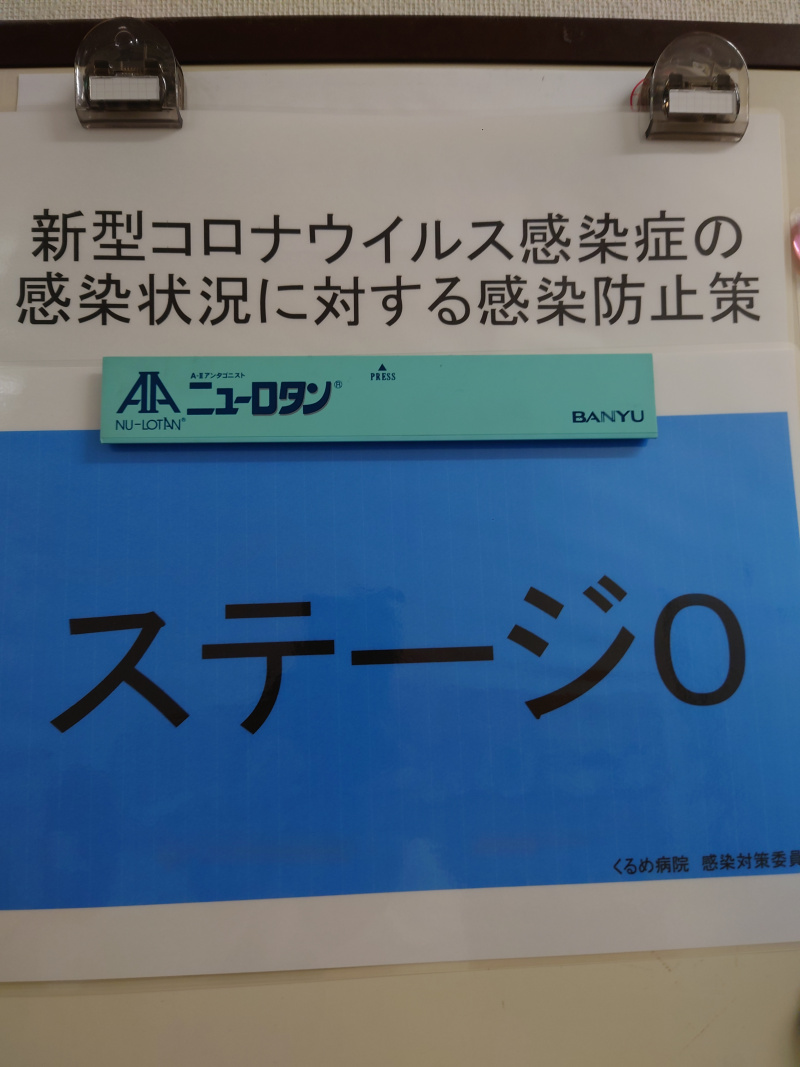 新型コロナウイルス感染症の
感染状況に対する感染防止策
A・Ⅱアンタゴニスト
ニューロタン®
NU-LOTAN®
PRESS
BANYU
ステージ0
くるめ病院 感染対策委員